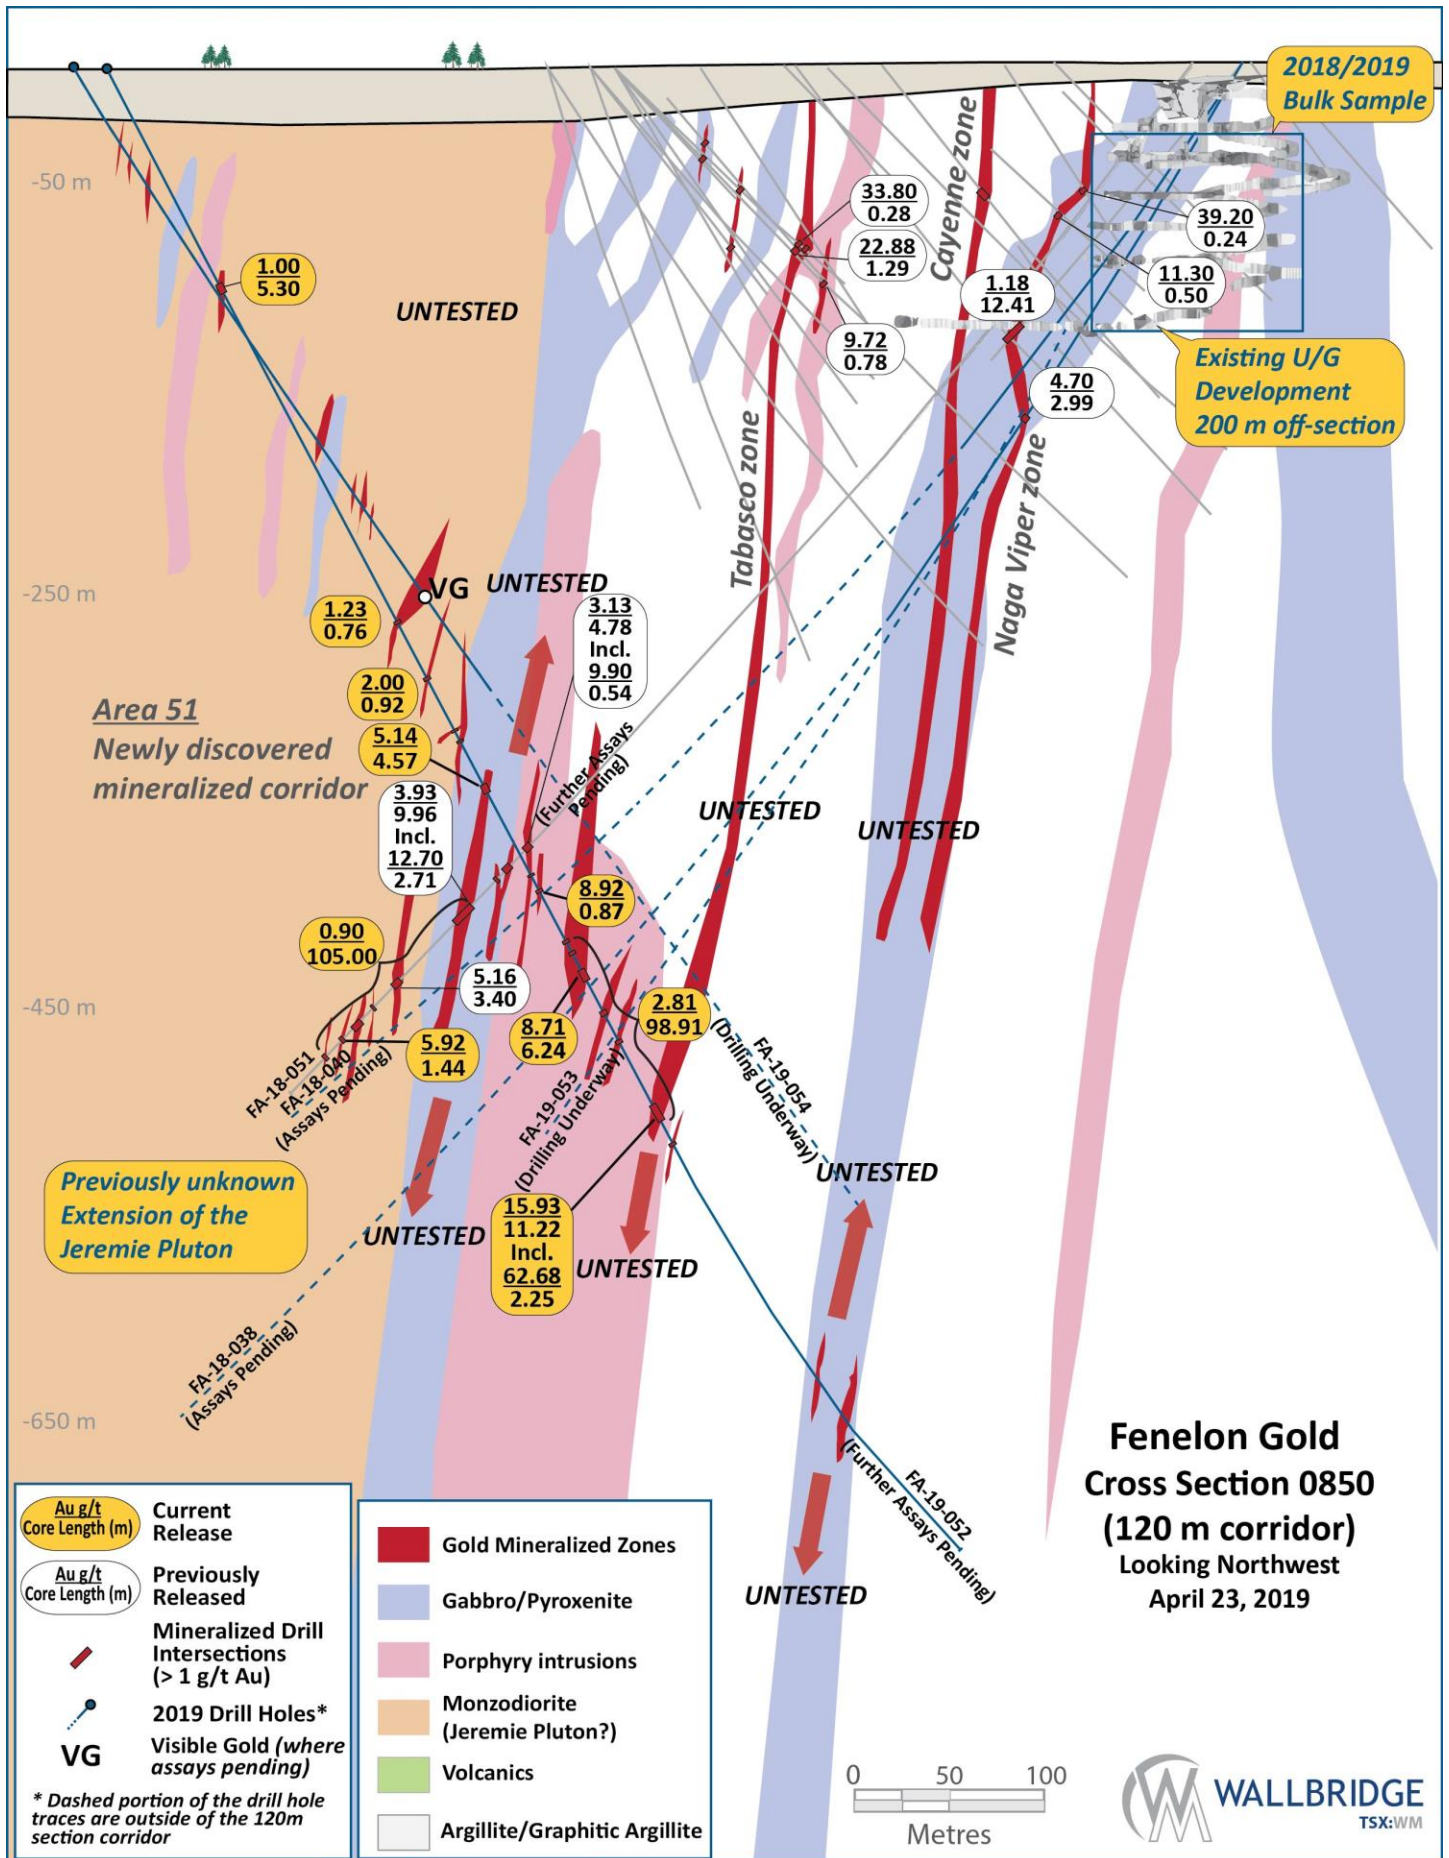 2018/2019
Bulk Sample
-50 m
Cayenne zone
33.80
0.28
39.20
0.24
22.88
1.29
1.00
5.30
11.30
0.50
1.18
12.41
UNTESTED
9.72
0.78
Existing U/G
Development
200 m off-section
4.70
2.99
Tabasco zone
Naga Viper zone
-250 m
VG
UNTESTED
1.23
0.76
3.13
4.78
Incl.
9.90
0.54
2.00
0.92
Area 51
Newly discovered
mineralized corridor
5.14
4.57
(Further Assays
Pending)
3.93
9.96
Incl.
12.70
2.71
UNTESTED
UNTESTED
8.92
0.87
0.90
105.00
5.16
3.40
-450 m
2.81
98.91
8.71
6.24
5.92
1.44
FA-18-051
FA-18-040
(Assays Pending)
FA-19-053
(Drilling Underway)
FA-19-054
(Drilling Underway)
Previously unknown
Extension of the
Jeremie Pluton
UNTESTED
UNTESTED
15.93
11.22
Incl.
62.68
2.25
UNTESTED
FA-18-038
(Assays Pending)
-650 m
FA-19-052
(Further Assays Pending)
UNTESTED
Fenelon Gold
Cross Section 0850
(120 m corridor)
Looking Northwest
April 23, 2019
Au g/t
Core Length (m)
Current
Release
Au g/t
Core Length (m)
Previously
Released
Mineralized Drill
Intersections
(> 1 g/t Au)
2019 Drill Holes*
VG
Visible Gold (where
assays pending)
* Dashed portion of the drill hole
traces are outside of the 120m
section corridor
Gold Mineralized Zones
Gabbro/Pyroxenite
Porphyry intrusions
Monzodiorite
(Jeremie Pluton?)
Volcanics
Argillite/Graphitic Argillite
0 50 100
Metres
WALLBRIDGE
TSX:WM